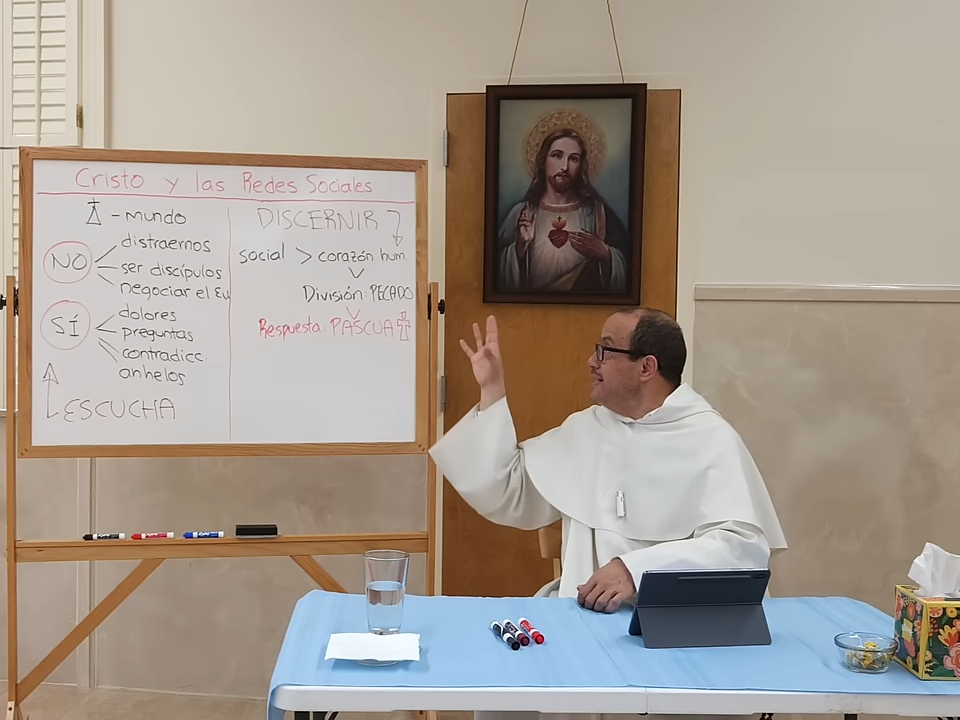 Cristo y las Redes Sociales
- mundo
NO
distraernos
ser discípulos
negociar el Eu
SÍ
dolores
preguntas
contradicc.
anhelos
ESCUCHA
DISCERNIR
social > corazón hum.
División: PECADO
Respuesta: PASCUA